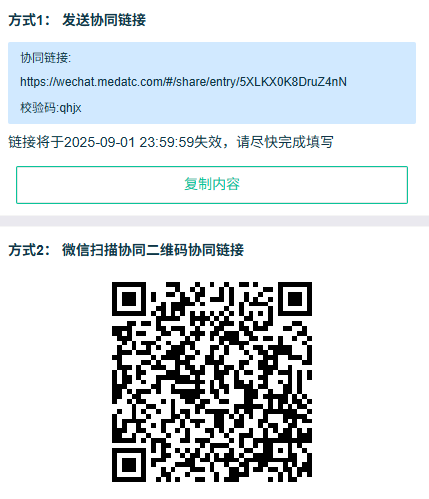 方式1： 发送协同链接
协同链接:
https://wechat.medatc.com/#/share/entry/5XLKX0K8DruZ4nN
校验码:qhjx
链接将于2025-09-01 23:59:59失效，请尽快完成填写
复制内容
方式2： 微信扫描协同二维码协同链接